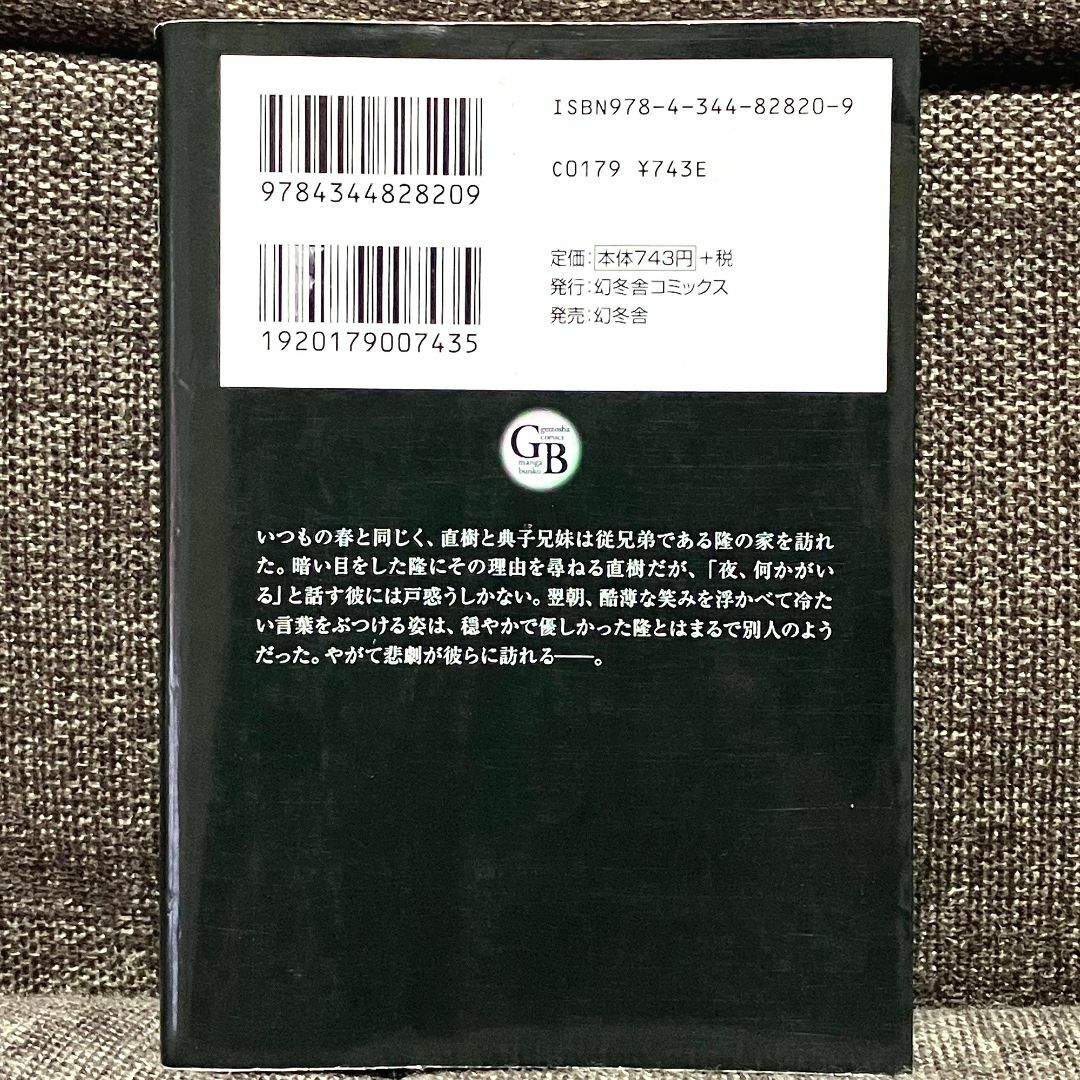 ISBN978-4-344-82820-9
9784344828209
C0179 ¥743E
定価:本体743円+税
発行:幻冬舎コミックス
発売:幻冬舎
1920179007435
GB
gentosha
comics
manga
bunko
いつもの春と同じく、直樹と典子兄妹は従兄弟である隆の家を訪れ
た。暗い目をした隆にその理由を尋ねる直樹だが、「夜、何かがい
る」と話す彼には戸惑うしかない。翌朝、酷薄な笑みを浮かべて冷た
い言葉をぶつける姿は、穏やかで優しかった隆とはまるで別人のよう
だった。やがて悲劇が彼らに訪れる――。